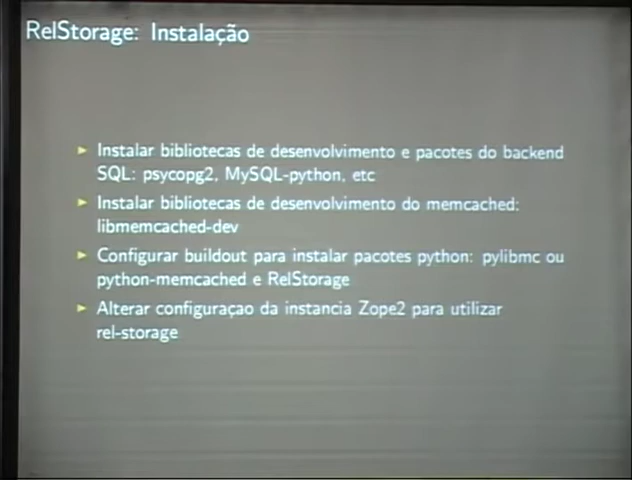 RelStorage: Instalação
Instalar bibliotecas de desenvolvimento e pacotes do backend
SQL: psycopg2, MySQL-python, etc
Instalar bibliotecas de desenvolvimento do memcached:
libmemcached-dev
Configurar buildout para instalar pacotes python: pylibmc ou
python-memcached e RelStorage
Alterar configuraçao da instancia Zope2 para utilizar
rel-storage